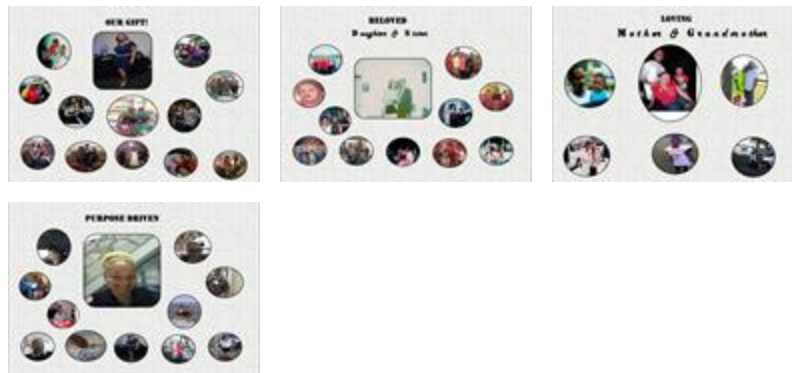 OUR GIFT!
BELOVED
Daughter & Sister
LOVING
Mother & Grandmother
PURPOSE DRIVEN